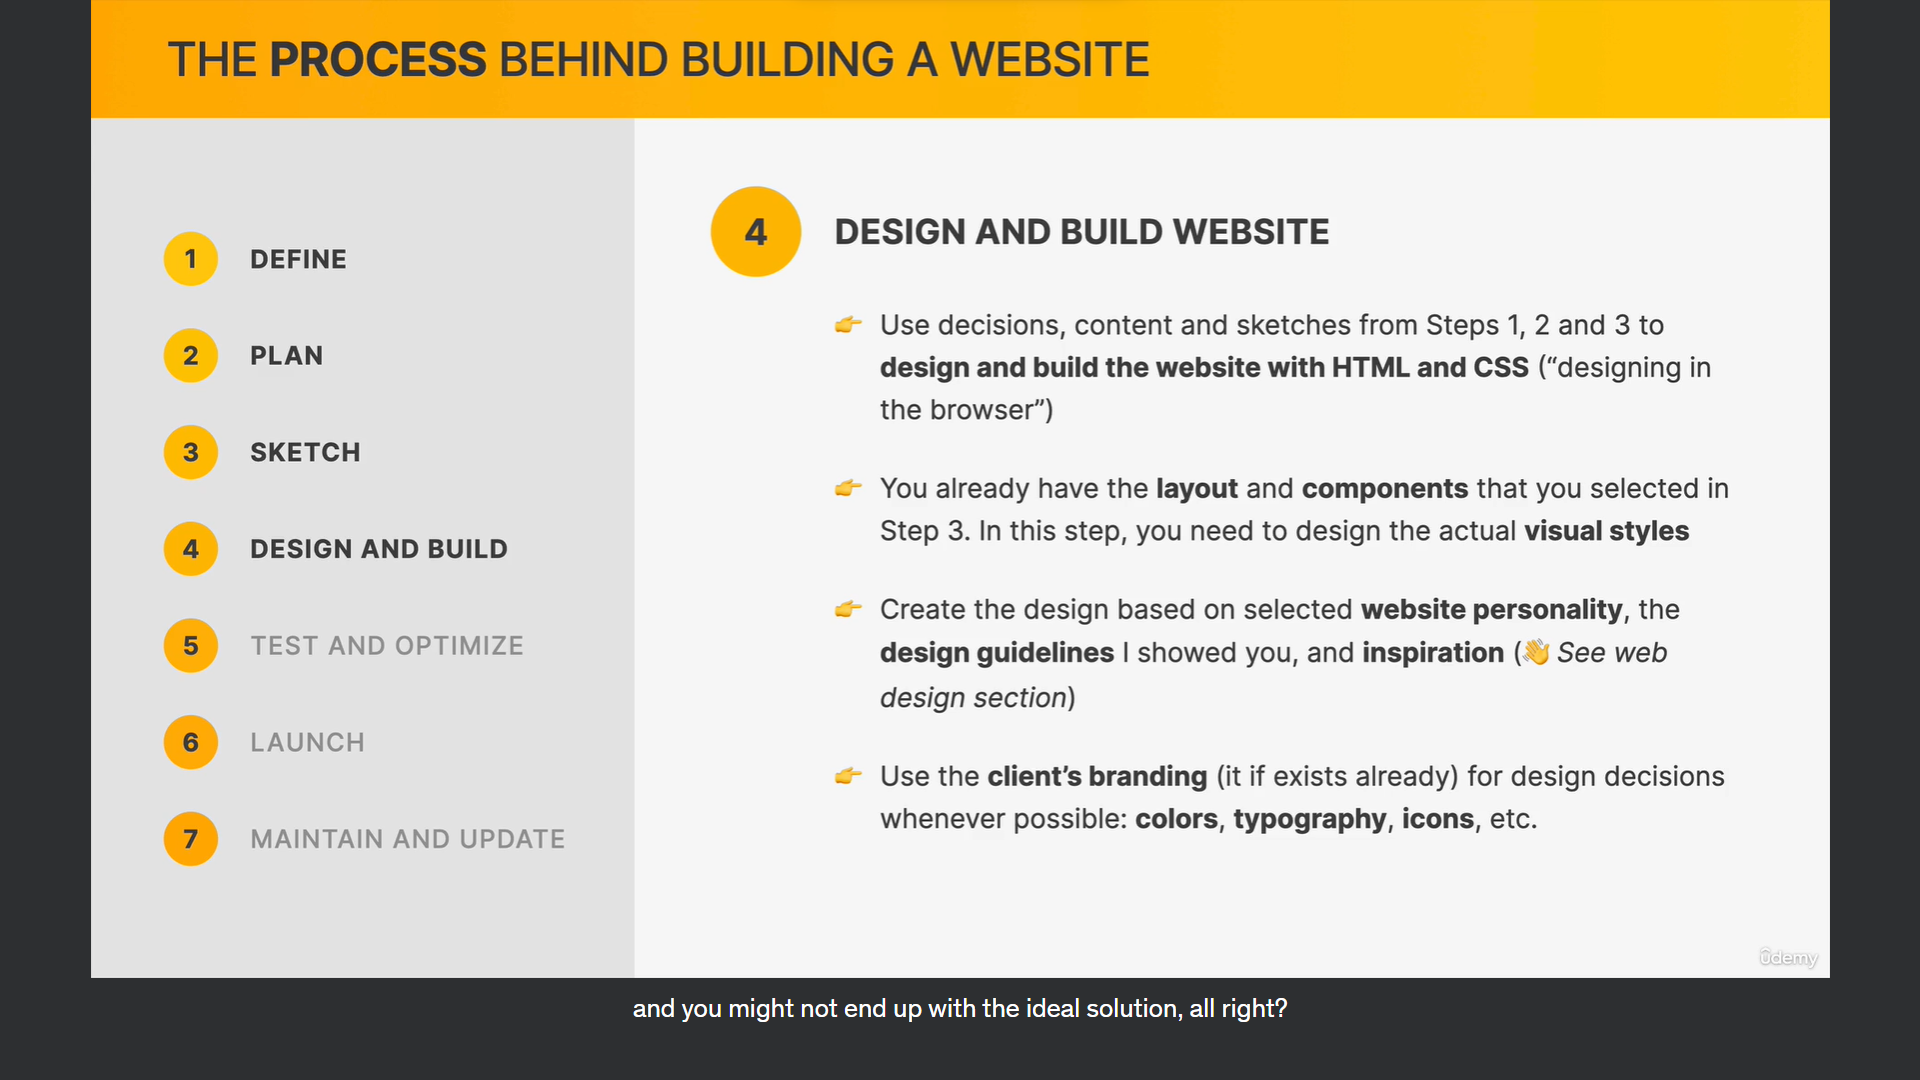 THE PROCESS BEHIND BUILDING A WEBSITE
1 DEFINE
2 PLAN
3 SKETCH
4 DESIGN AND BUILD
5 TEST AND OPTIMIZE
6 LAUNCH
7 MAINTAIN AND UPDATE
4 DESIGN AND BUILD WEBSITE
👉 Use decisions, content and sketches from Steps 1, 2 and 3 to
design and build the website with HTML and CSS (“designing in
the browser”)
👉 You already have the layout and components that you selected in
Step 3. In this step, you need to design the actual visual styles
👉 Create the design based on selected website personality, the
design guidelines I showed you, and inspiration (👋 See web
design section)
👉 Use the client’s branding (it if exists already) for design decisions
whenever possible: colors, typography, icons, etc.
ûdemy
and you might not end up with the ideal solution, all right?